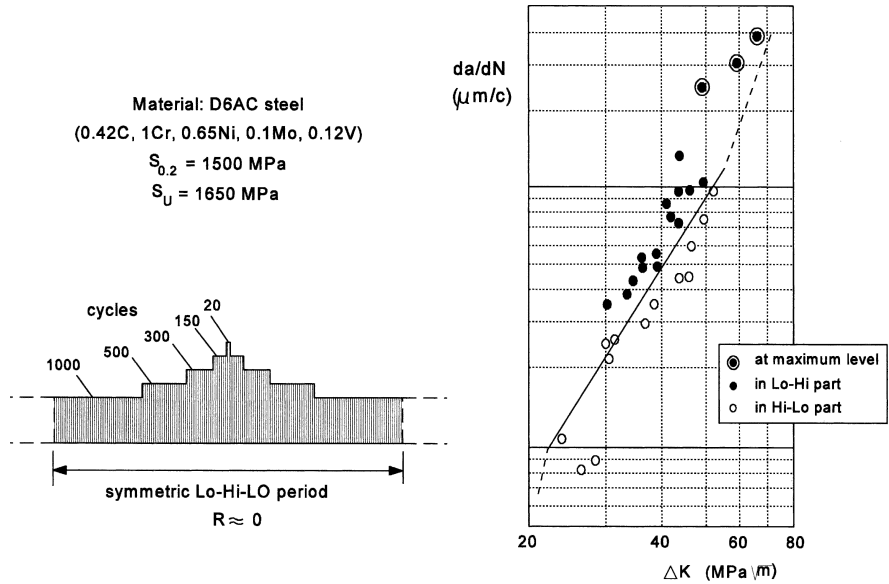 Material: D6AC steel
(0.42C, 1Cr, 0.65Ni, 0.1Mo, 0.12V)
S0.2 = 1500 MPa
SU = 1650 MPa
cycles
1000
500
300
150
20
symmetric Lo-Hi-LO period
R ≈ 0
da/dN
(μm/c)
at maximum level
in Lo-Hi part
in Hi-Lo part
20 40 60 80
ΔK (MPa√m)